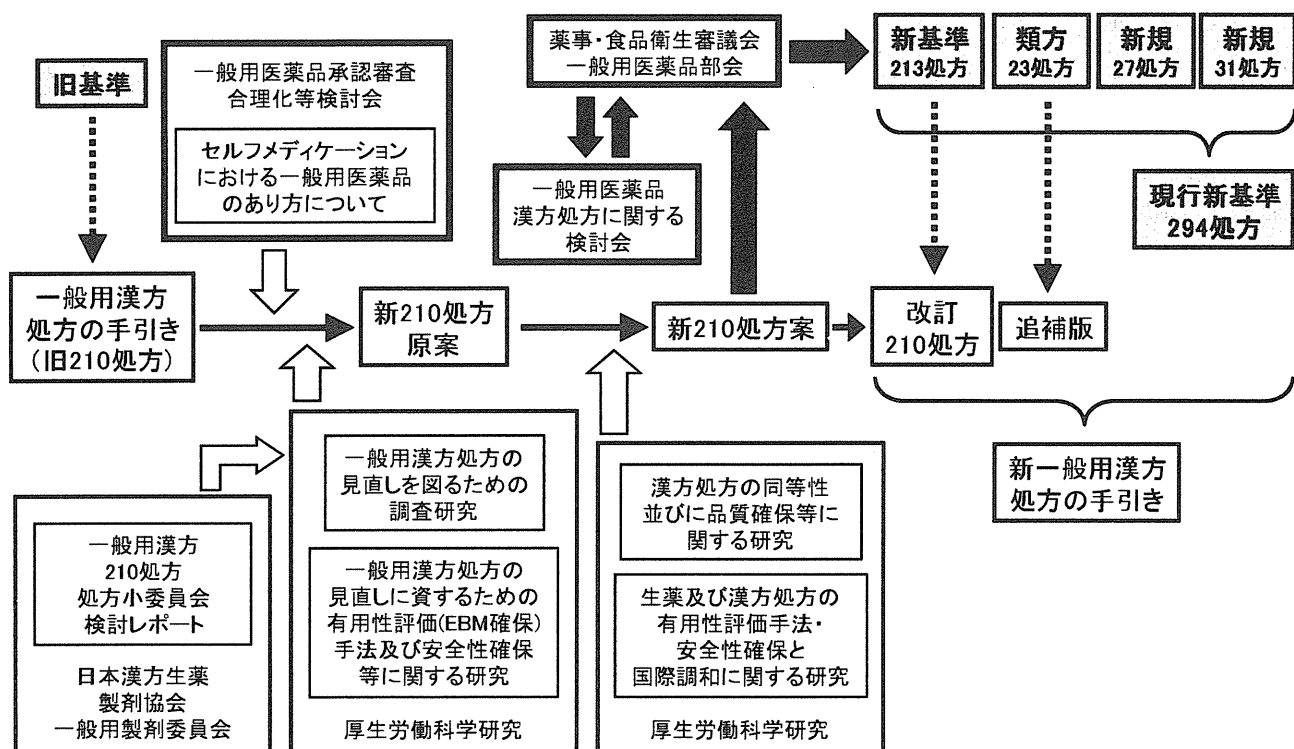 旧基準
一般用医薬品承認審査
合理化等検討会
セルフメディケーション
における一般用医薬品
のあり方について
薬事・食品衛生審議会
一般用医薬品部会
新基準
213処方
類方
23処方
新規
27処方
新規
31処方
一般用医薬品
漢方処方に関する
検討会
現行新基準
294処方
一般用漢方
処方の手引き
(旧210処方)
新210処方
原案
新210処方案
改訂
210処方
追補版
新一般用漢方
処方の手引き
一般用漢方
210処方
処方小委員会
検討レポート
日本漢方生薬
製剤協会
一般用製剤委員会
一般用漢方処方の
見直しを図るための
調査研究
一般用漢方処方の
見直しに資するための
有用性評価(EBM確保)
手法及び安全性確保
等に関する研究
厚生労働科学研究
漢方処方の同等性
並びに品質確保等に
関する研究
生薬及び漢方処方の
有用性評価手法・
安全性確保と
国際調和に関する研究
厚生労働科学研究